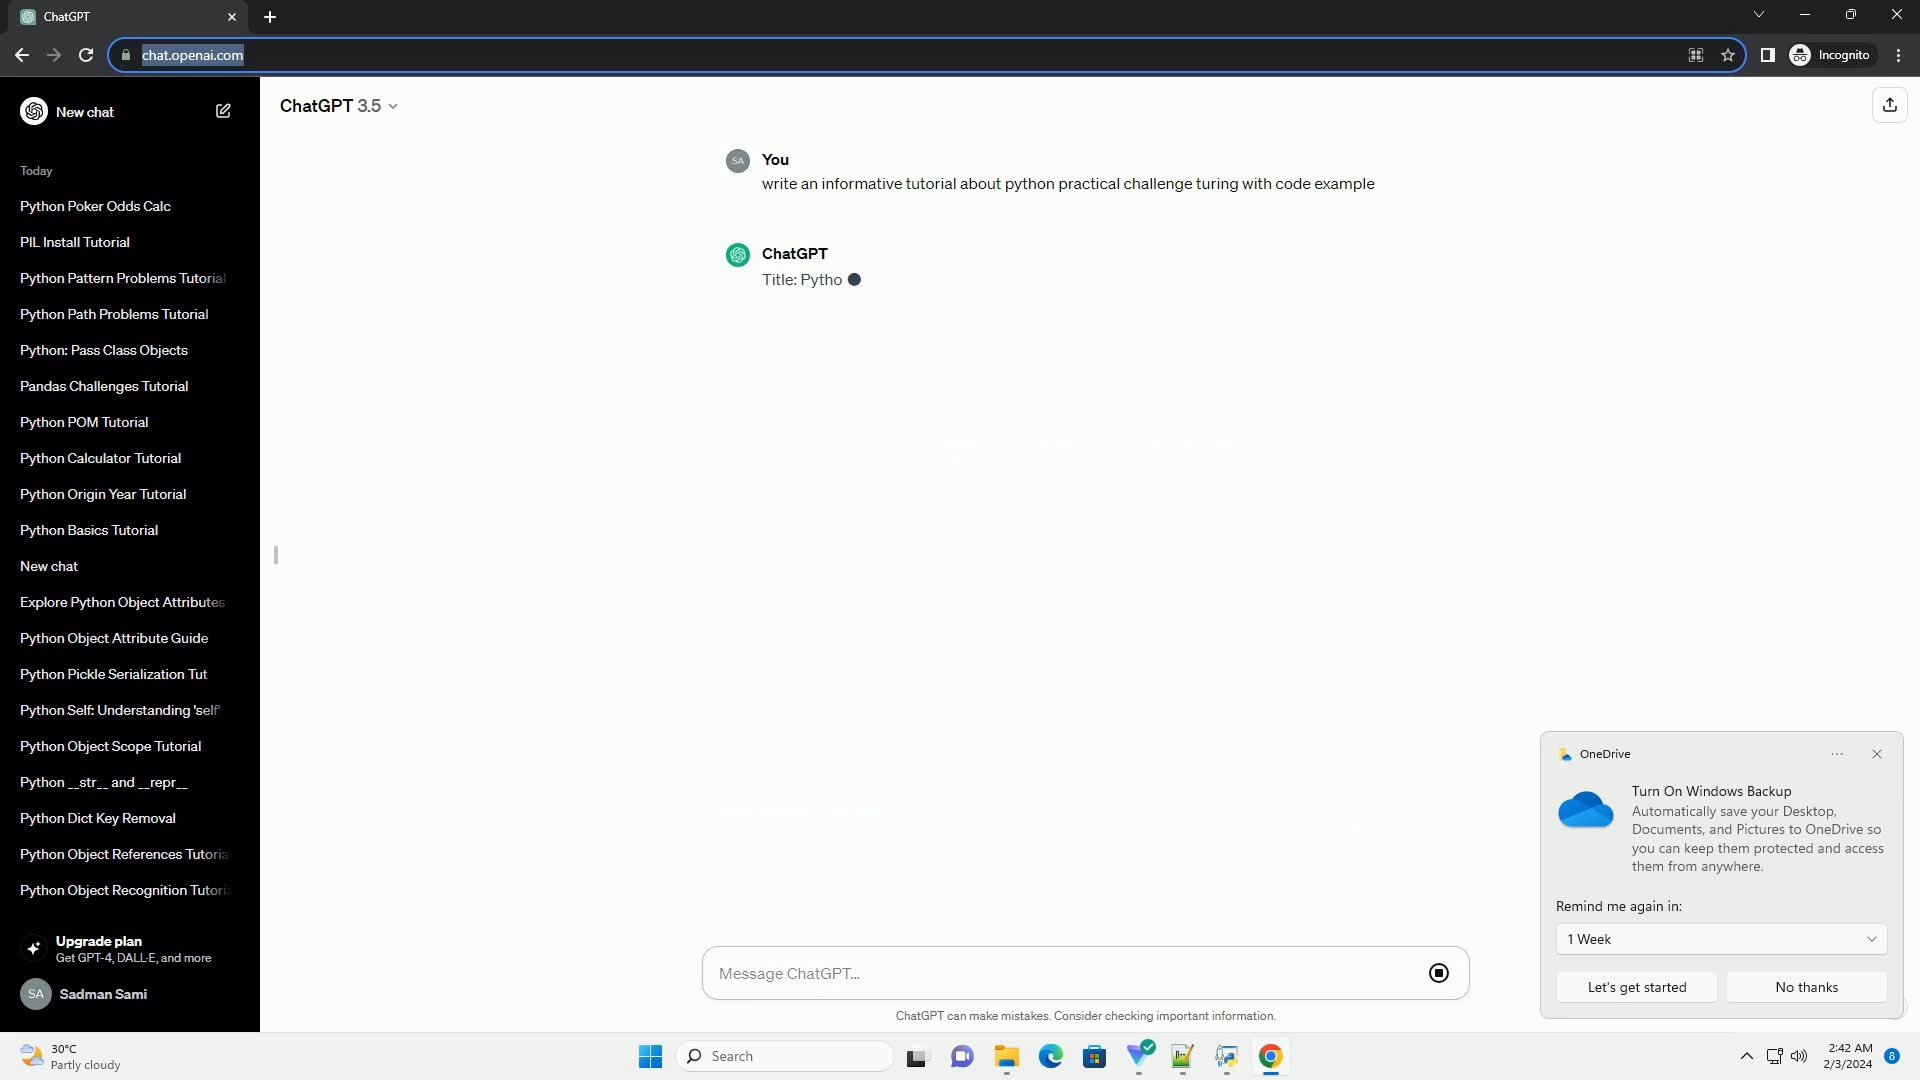 ChatGPT
chat.openai.com
Incognito
New chat
Today
Python Poker Odds Calc
PIL Install Tutorial
Python Pattern Problems Tutorial
Python Path Problems Tutorial
Python: Pass Class Objects
Pandas Challenges Tutorial
Python POM Tutorial
Python Calculator Tutorial
Python Origin Year Tutorial
Python Basics Tutorial
New chat
Explore Python Object Attributes
Python Object Attribute Guide
Python Pickle Serialization Tut
Python Self: Understanding 'self'
Python Object Scope Tutorial
Python __str__ and __repr__
Python Dict Key Removal
Python Object References Tutoria
Python Object Recognition Tutori
Upgrade plan
Get GPT-4, DALL·E, and more
SA Sadman Sami
ChatGPT 3.5
SA You
write an informative tutorial about python practical challenge turing with code example
ChatGPT
Title: Pytho
Message ChatGPT...
ChatGPT can make mistakes. Consider checking important information.
OneDrive
Turn On Windows Backup
Automatically save your Desktop,
Documents, and Pictures to OneDrive so
you can keep them protected and access
them from anywhere.
Remind me again in:
1 Week
Let's get started
No thanks
30°C
Partly cloudy
Search
2:42 AM
2/3/2024
8